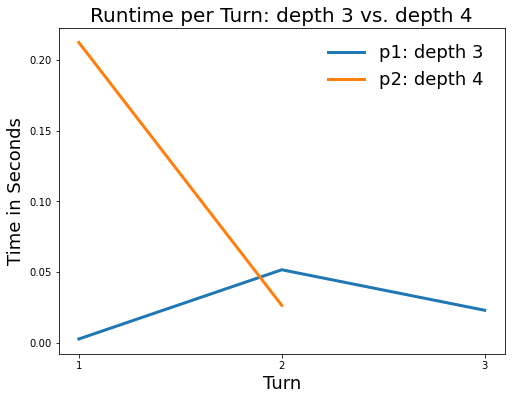 Runtime per Turn: depth 3 vs. depth 4
p1: depth 3
p2: depth 4
Time in Seconds
0.20
0.15
0.10
0.05
0.00
1 2 3
Turn